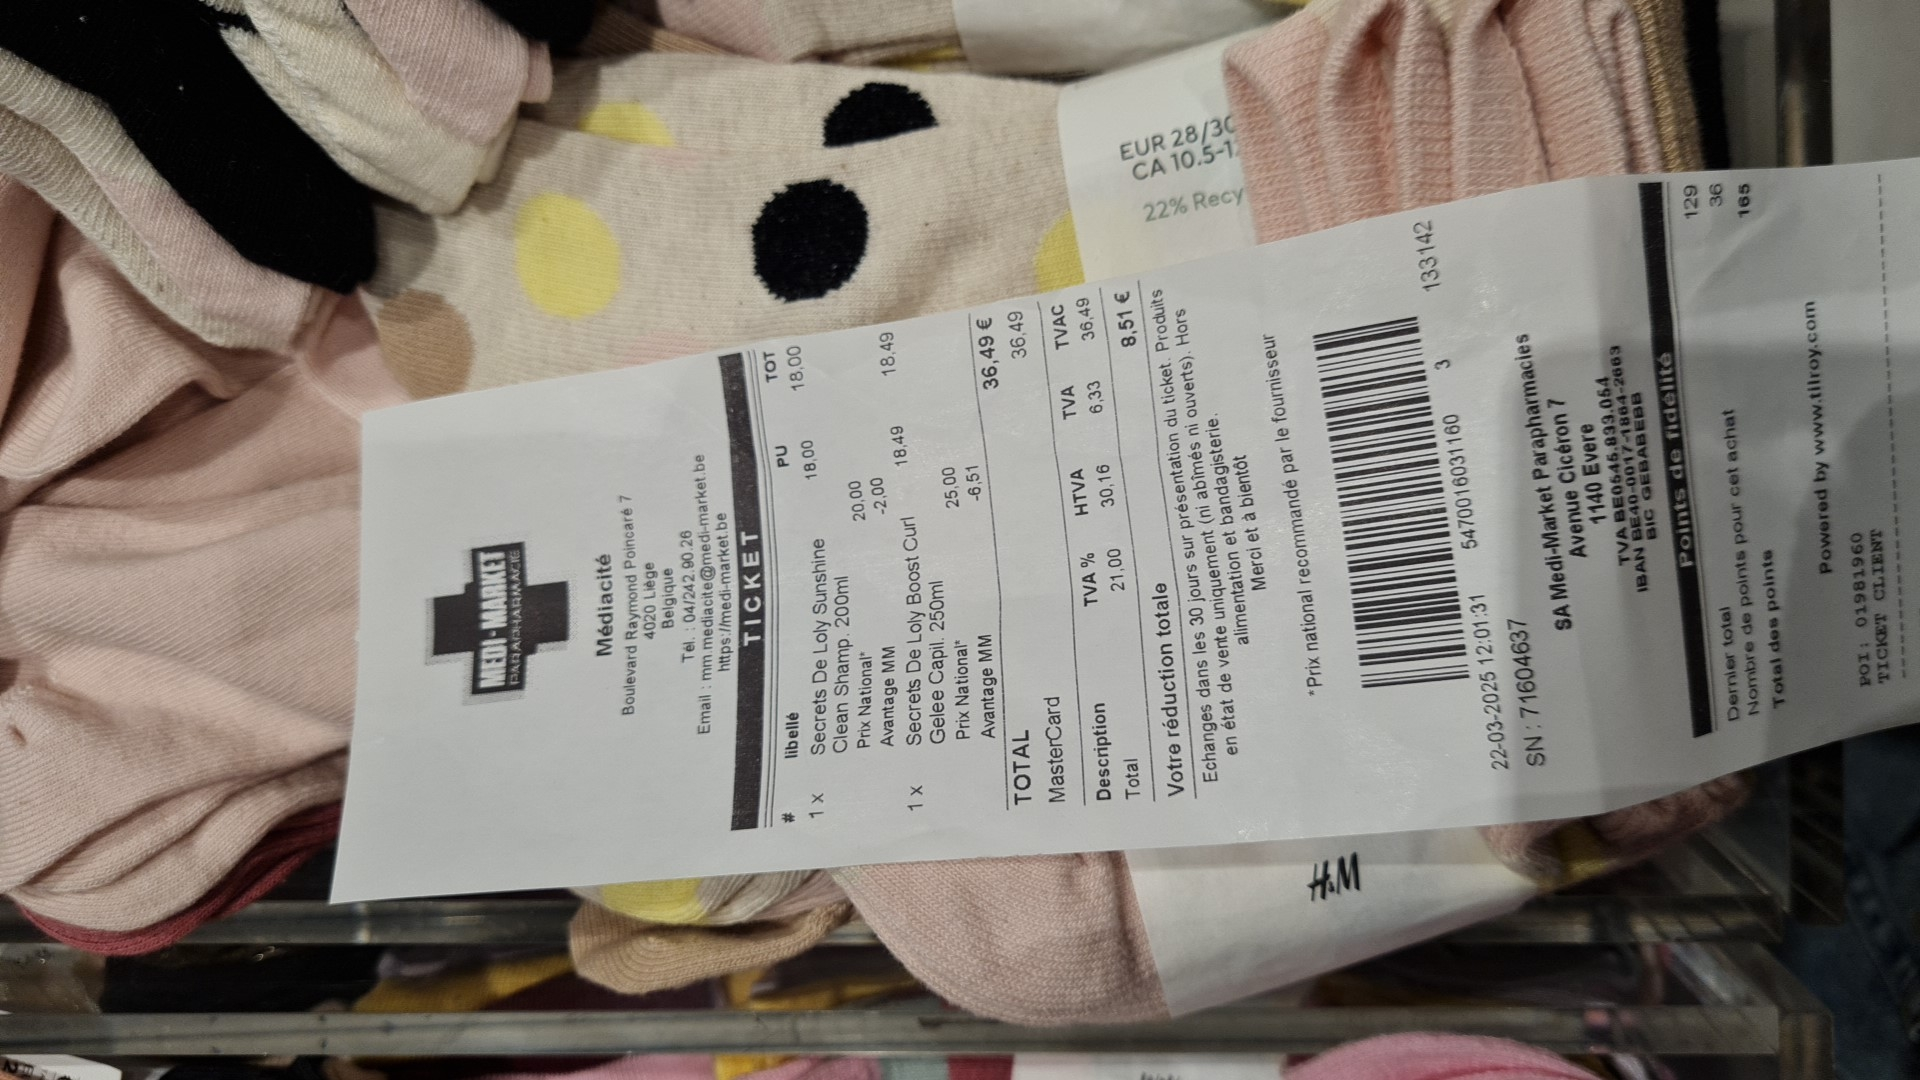 MEDI-MARKET
PARAPHARMACIE
Médiacité
Boulevard Raymond Poincaré 7
4020 Liège
Belgique
Tél. : 04/242.90.26
Email : mm.mediacite@medi-market.be
https://medi-market.be
TICKET
# libellé PU TOT
1 x Secrets De Loly Sunshine 18,00 18,00
Clean Shamp. 200ml
Prix National* 20,00
Avantage MM -2,00
1 x Secrets De Loly Boost Curl 18,49 18,49
Gelee Capil. 250ml
Prix National* 25,00
Avantage MM -6,51
TOTAL 36,49 €
MasterCard 36,49
Description TVA % HTVA TVA TVAC
Total 21,00 30,16 6,33 36,49
Votre réduction totale 8,51 €
Echanges dans les 30 jours sur présentation du ticket. Produits
en état de vente uniquement (ni abîmés ni ouverts). Hors
alimentation et bandagisterie.
Merci et à bientôt
*Prix national recommandé par le fournisseur
22-03-2025 12:01:31 5470016031160 3 133142
SN : 71604637
SA Medi-Market Parapharmacies
Avenue Cicéron 7
1140 Evere
TVA BE0545.833.054
IBAN BE40-0017-1864-2663
BIC GEBABEBB
Points de fidélité
Dernier total 129
Nombre de points pour cet achat 36
Total des points 165
Powered by www.tilroy.com
POI: 01981960
TICKET CLIENT
EUR 28/30
CA 10.5-1
22% Recy
H&M